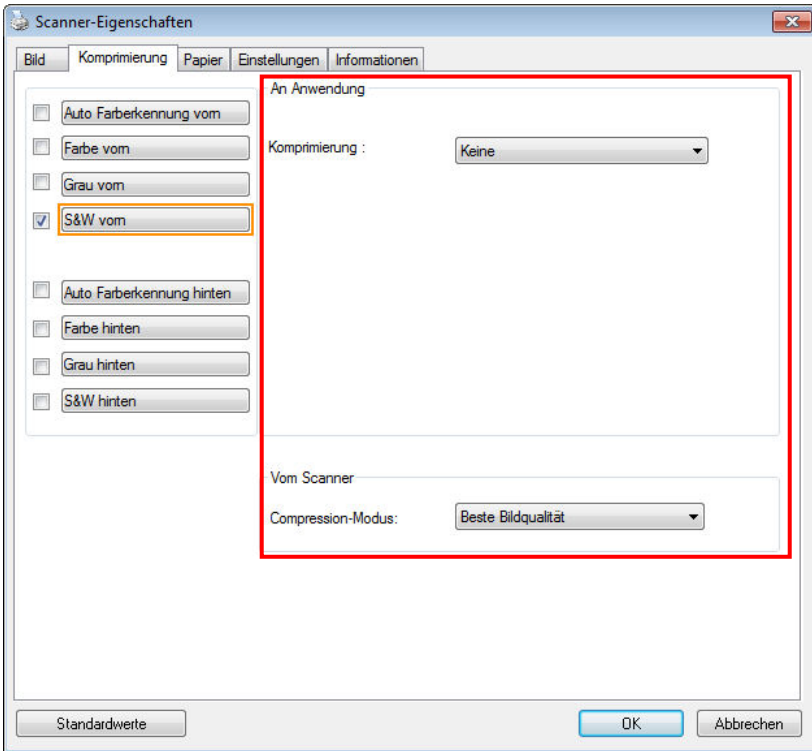 Scanner-Eigenschaften
Bild Komprimierung Papier Einstellungen Informationen
Auto Farberkennung vorn
Farbe vorn
Grau vorn
S&W vorn
Auto Farberkennung hinten
Farbe hinten
Grau hinten
S&W hinten
An Anwendung
Komprimierung : Keine
Vom Scanner
Compression-Modus: Beste Bildqualität
Standardwerte OK Abbrechen